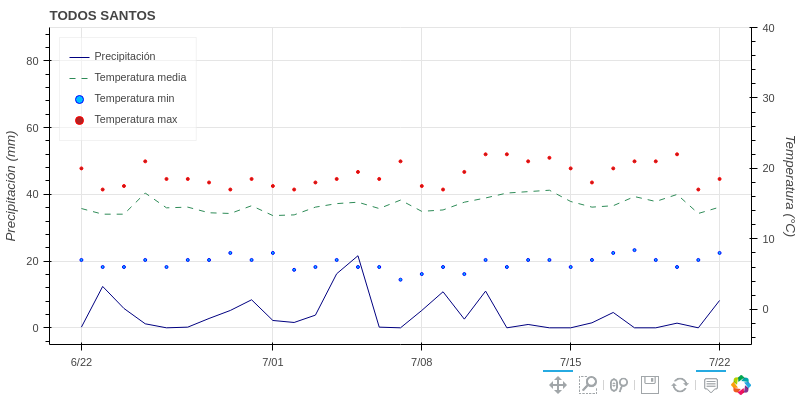 TODOS SANTOS
Precipitación
Temperatura media
Temperatura min
Temperatura max
Precipitación (mm)
0
20
40
60
80
Temperatura (°C)
0
10
20
30
40
6/22
7/01
7/08
7/15
7/22